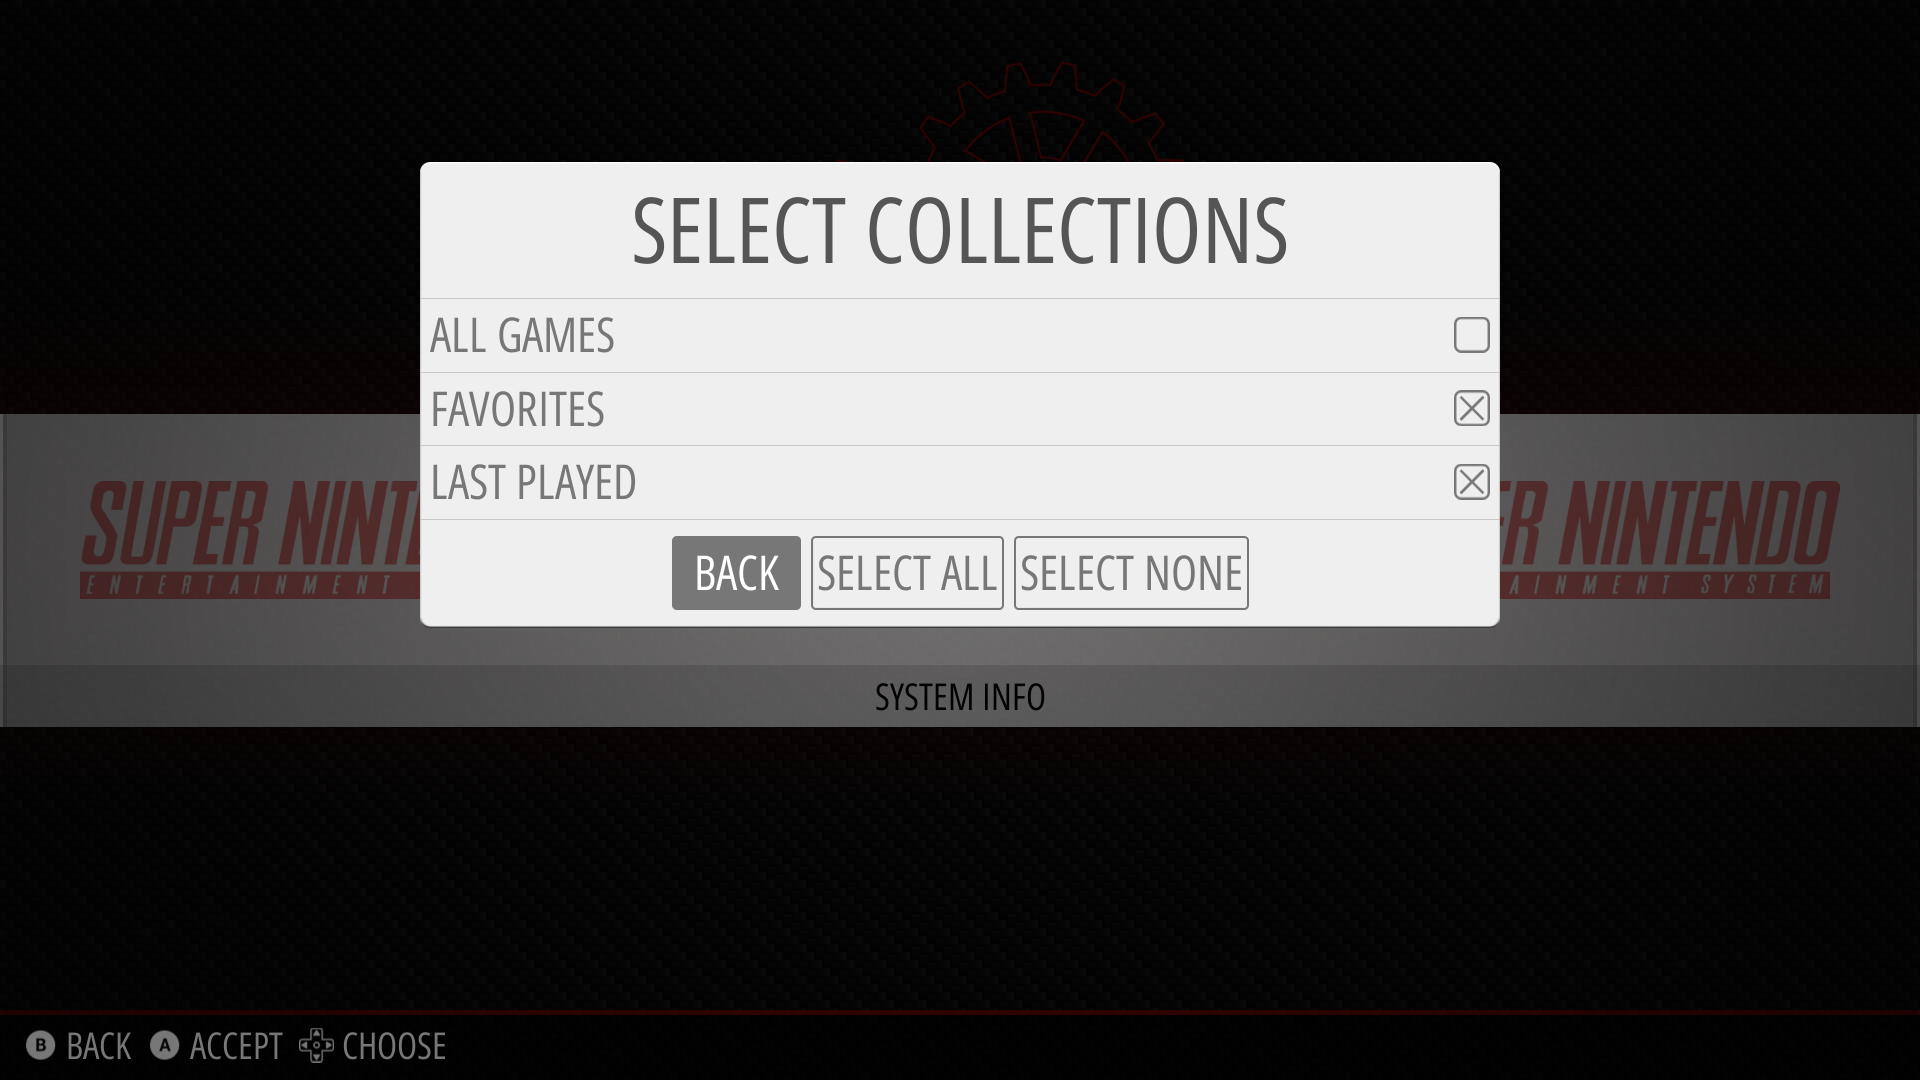 SELECT COLLECTIONS
ALL GAMES
FAVORITES
LAST PLAYED
SUPER NINT
ER NINTENDO
ENTERTAINMENT
AINMENT SYSTEM
BACK SELECT ALL SELECT NONE
SYSTEM INFO
B BACK A ACCEPT CHOOSE